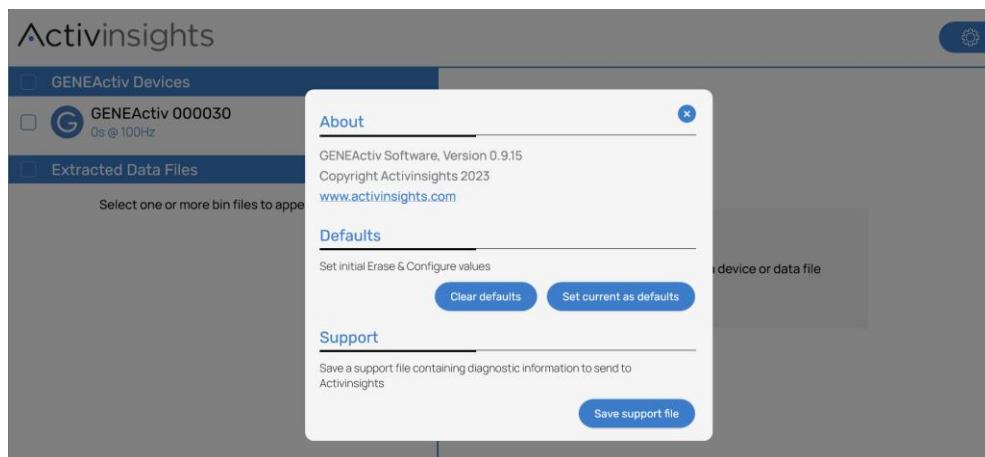 Activinsights
GENEActiv Devices
G
GENEActiv 000030
0s @ 100Hz
Extracted Data Files
Select one or more bin files to appe
About
GENEActiv Software, Version 0.9.15
Copyright Activinsights 2023
www.activinsights.com
Defaults
Set initial Erase & Configure values
Clear defaults
Set current as defaults
Support
Save a support file containing diagnostic information to send to
Activinsights
Save support file
device or data file